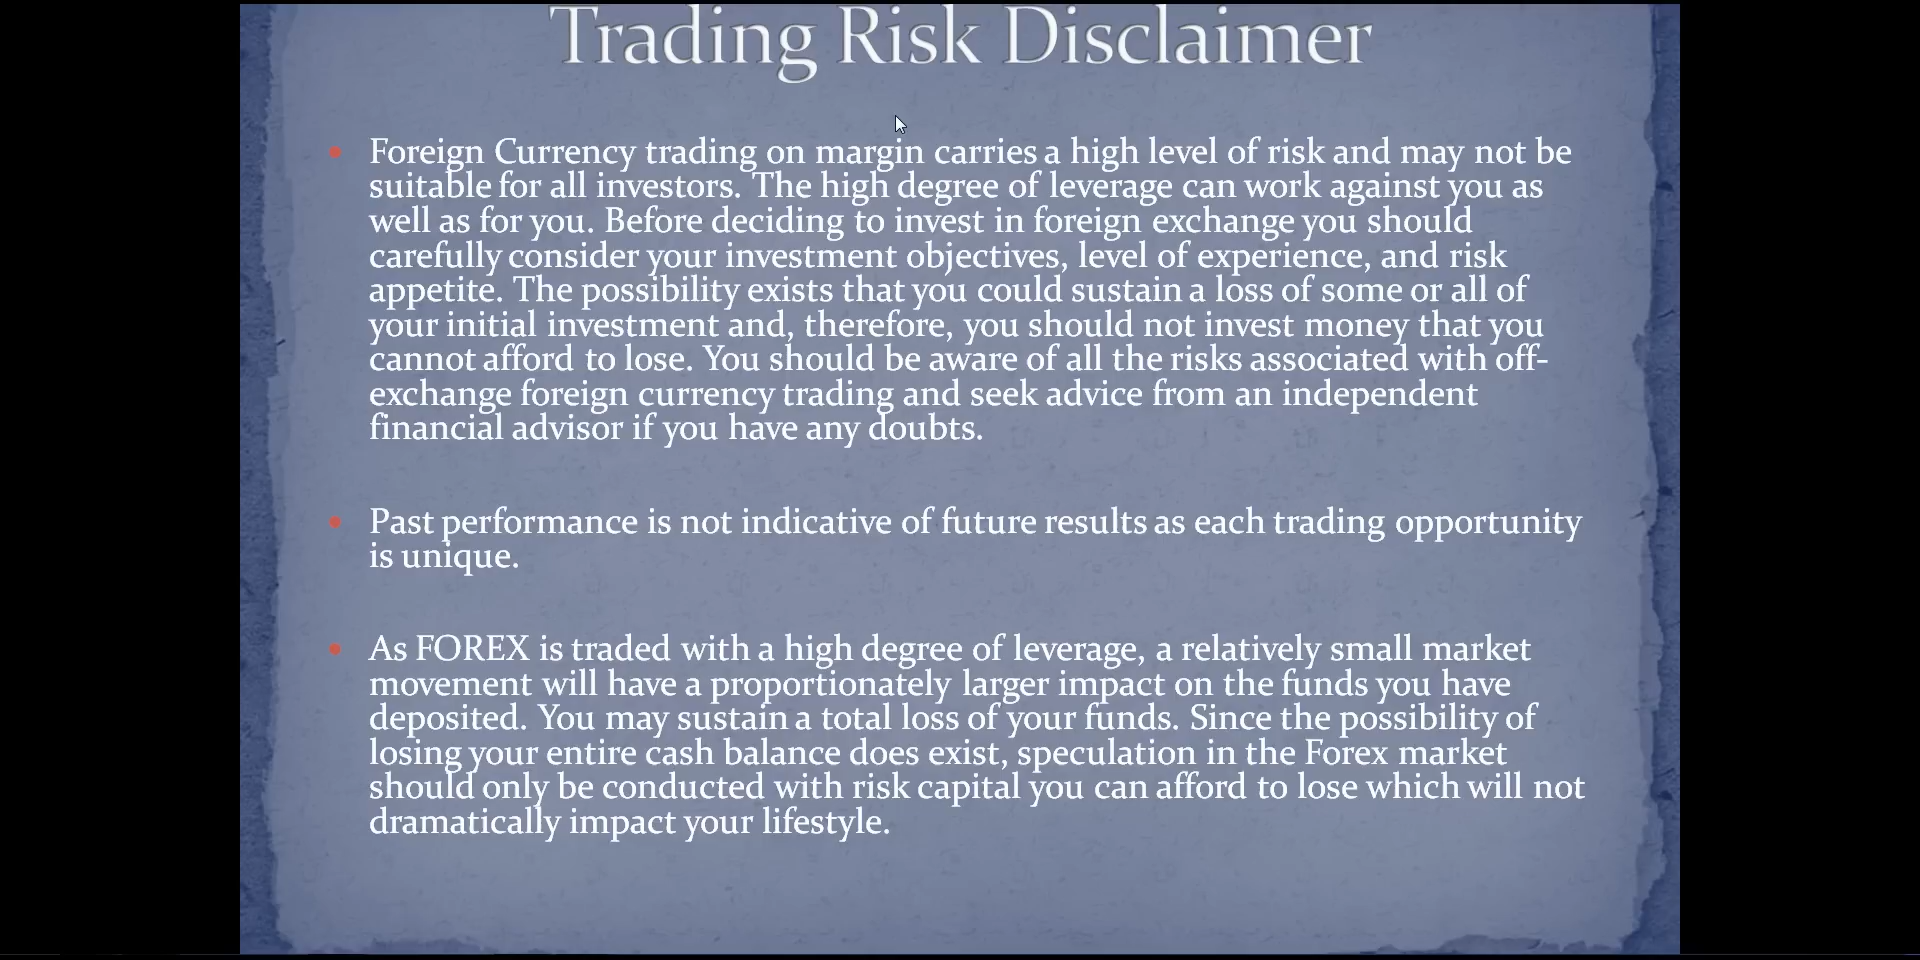 Trading Risk Disclaimer
Foreign Currency trading on margin carries a high level of risk and may not be
suitable for all investors. The high degree of leverage can work against you as
well as for you. Before deciding to invest in foreign exchange you should
carefully consider your investment objectives, level of experience, and risk
appetite. The possibility exists that you could sustain a loss of some or all of
your initial investment and, therefore, you should not invest money that you
cannot afford to lose. You should be aware of all the risks associated with off-
exchange foreign currency trading and seek advice from an independent
financial advisor if you have any doubts.
Past performance is not indicative of future results as each trading opportunity
is unique.
As FOREX is traded with a high degree of leverage, a relatively small market
movement will have a proportionately larger impact on the funds you have
deposited. You may sustain a total loss of your funds. Since the possibility of
losing your entire cash balance does exist, speculation in the Forex market
should only be conducted with risk capital you can afford to lose which will not
dramatically impact your lifestyle.